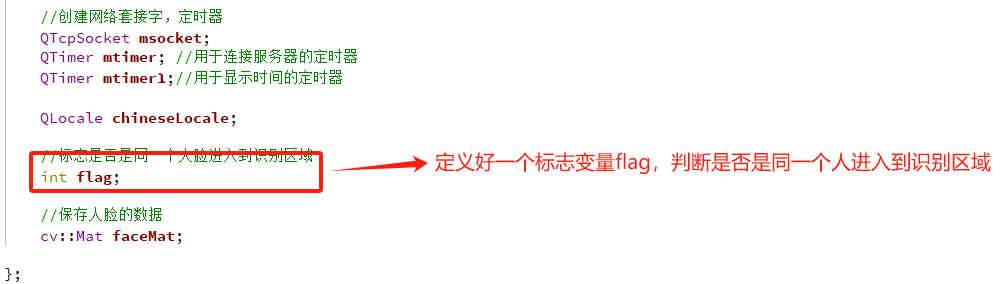 //创建网络套接字，定时器
QTcpSocket msocket;
QTimer mtimer; //用于连接服务器的定时器
QTimer mtimer1;//用于显示时间的定时器
QLocale chineseLocale;
//标志是否是同一个人脸进入到识别区域
int flag;
定义好一个标志变量flag，判断是否是同一个人进入到识别区域
//保存人脸的数据
cv::Mat faceMat;
};